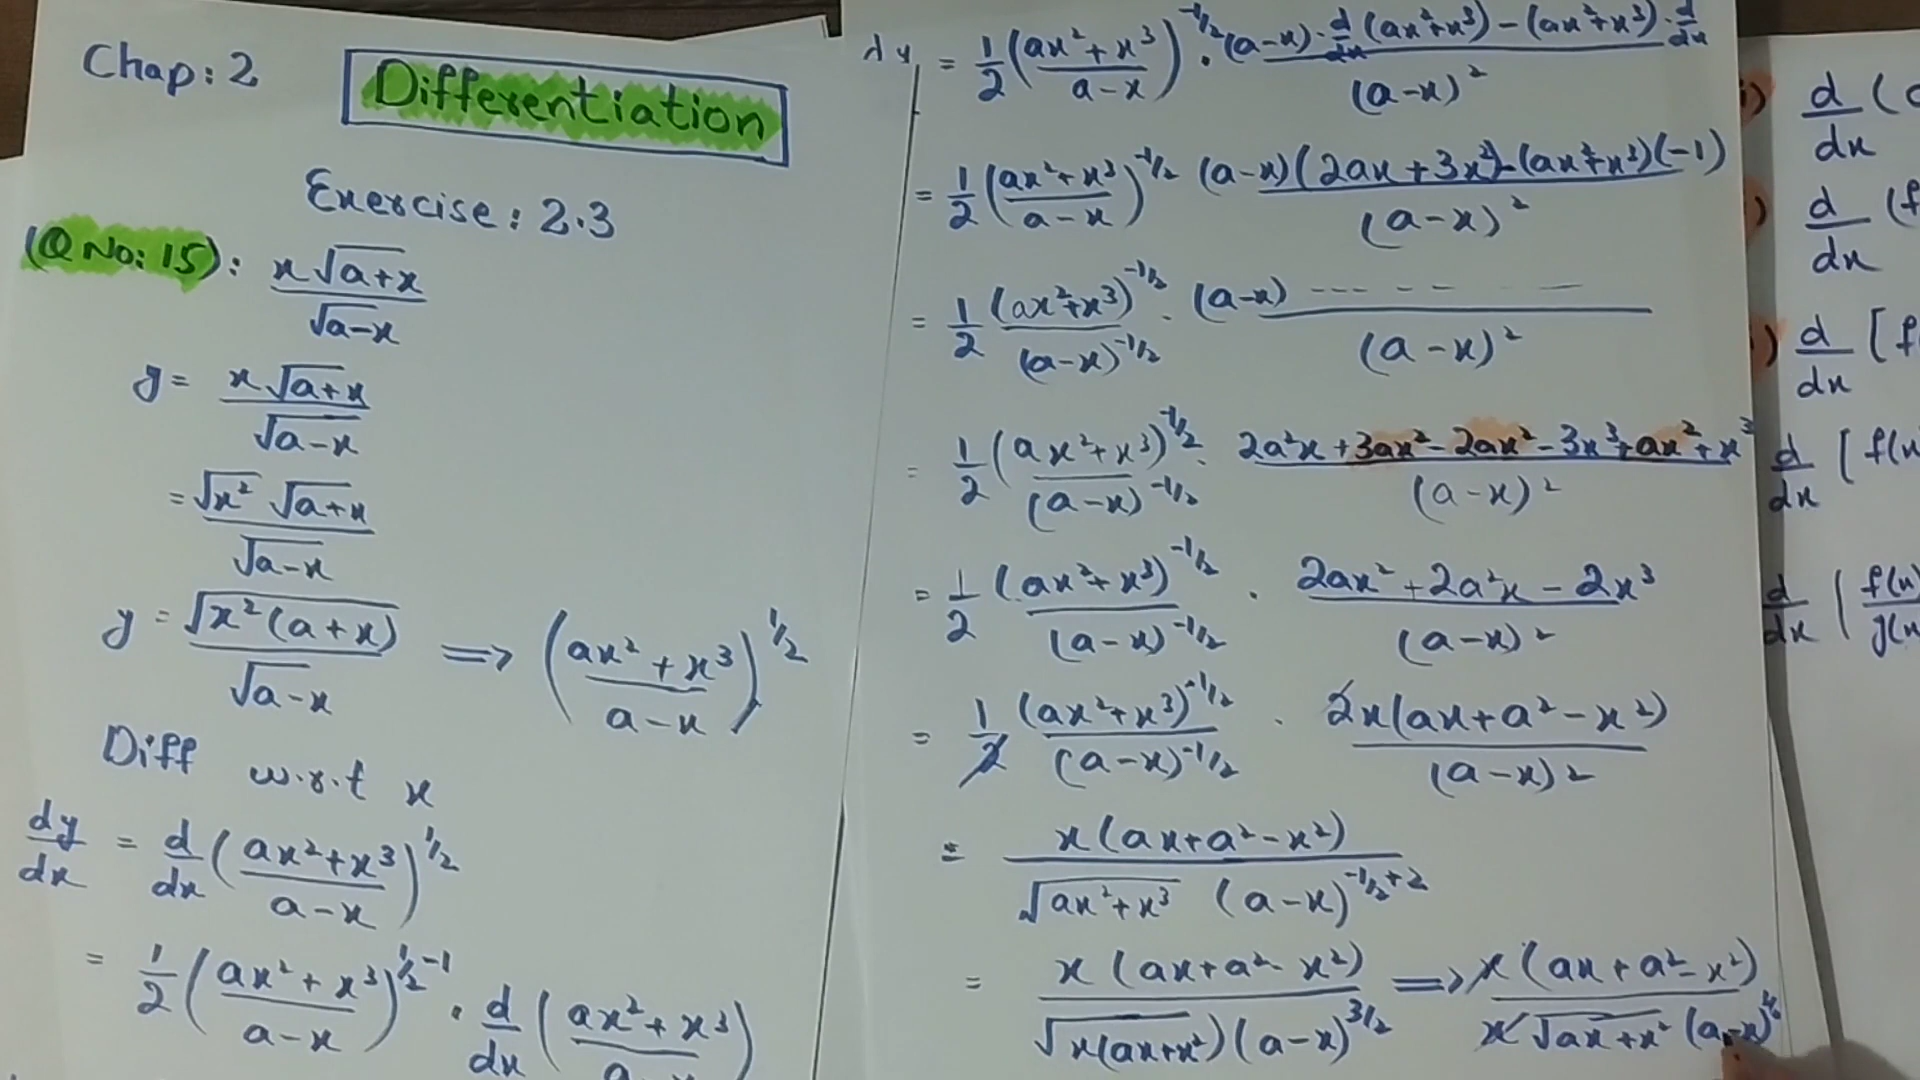 Chap: 2
Differentiation
Exercise: 2.3
(Q No: 15): x√(a+x) / √(a-x)
y = x√(a+x) / √(a-x)
= √x² √(a+x) / √(a-x)
y = √(x²(a+x)) / √(a-x) ⟹ ((ax²+x³)/(a-x))^1/2
Diff w.r.t x
dy/dx = d/dx ((ax²+x³)/(a-x))^1/2
= 1/2 ((ax²+x³)/(a-x))^(1/2-1) . d/dx ((ax²+x³)/
= 1/2 ((ax²+x³)/(a-x))^-1/2 . (a-x).d/dx(ax²+x³)-(ax²+x³).d/dx / (a-x)²
= 1/2 ((ax²+x³)/(a-x))^-1/2 (a-x)(2ax+3x²)-(ax²+x³)(-1) / (a-x)²
= 1/2 (ax²+x³)^-1/2 / (a-x)^-1/2 . (a-x) --- -- - — / (a-x)²
= 1/2 (ax²+x³)^-1/2 / (a-x)^-1/2 . 2a²x+3ax²-2ax²-3x³+ax²+x³ / (a-x)²
= 1/2 (ax²+x³)^-1/2 / (a-x)^-1/2 . 2ax²+2a²x-2x³ / (a-x)²
= 1/2 (ax²+x³)^-1/2 / (a-x)^-1/2 . 2x(ax+a²-x²) / (a-x)²
= x(ax+a²-x²) / √(ax²+x³) (a-x)^(-1/2+2)
= x(ax+a²-x²) / √(x(ax+x²)) (a-x)^3/2 ⟹ x(ax+a²-x²) / x√(ax+x²) (a-x)
d/dx (
d/dx (f
d/dx [f
d/dx [f(x
d/dx [f(x)/g(x